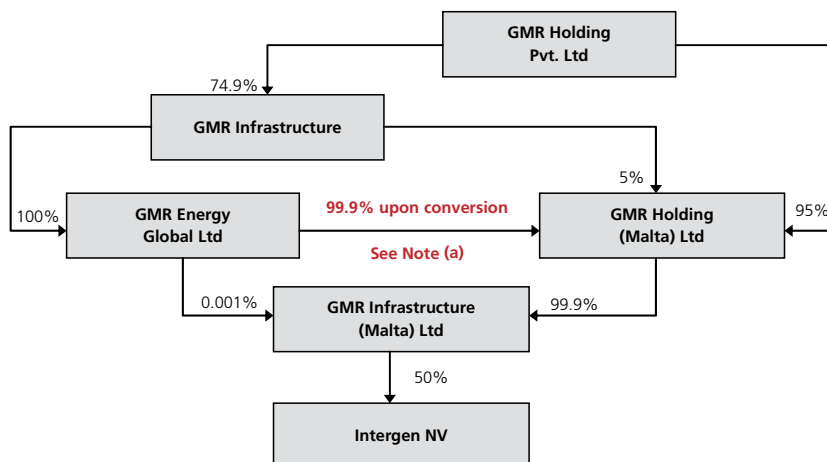 GMR Holding
Pvt. Ltd
74.9%
GMR Infrastructure
5%
100%
GMR Energy
Global Ltd
99.9% upon conversion
See Note (a)
GMR Holding
(Malta) Ltd
95%
0.001%
GMR Infrastructure
(Malta) Ltd
99.9%
50%
Intergen NV